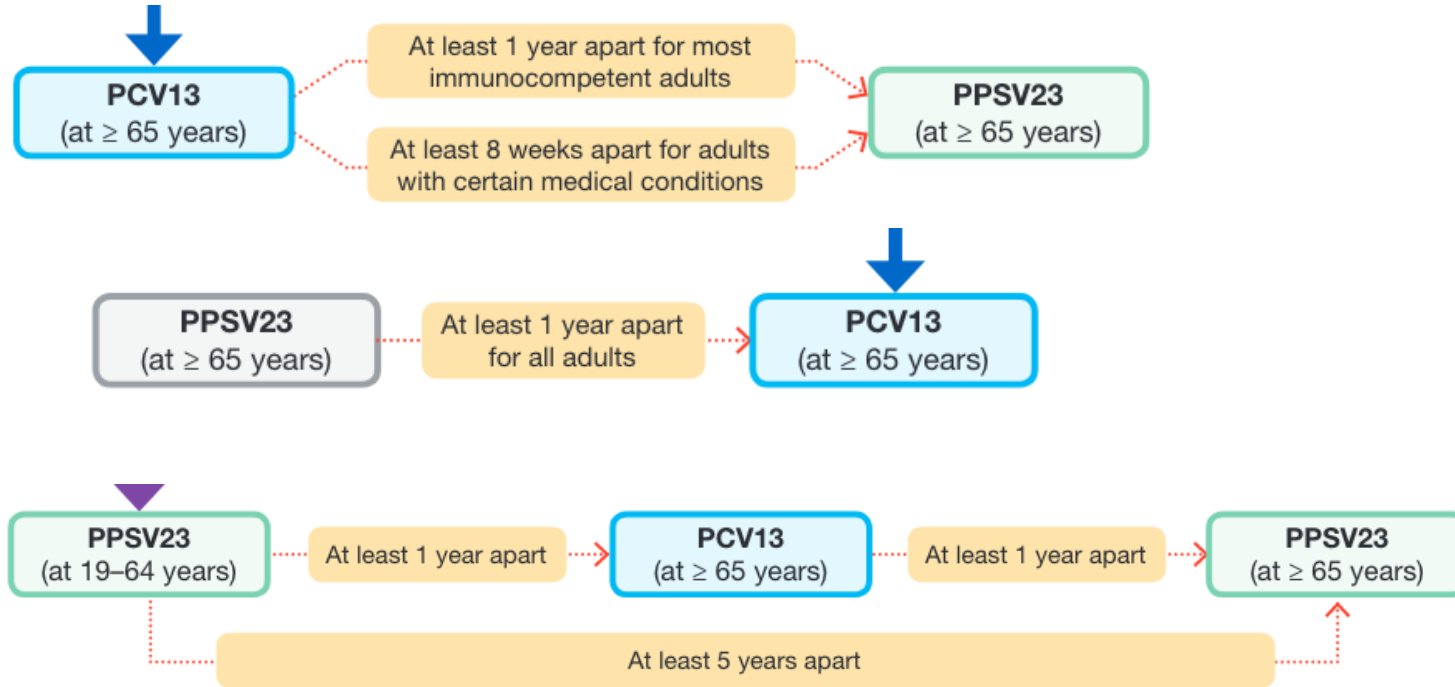 At least 1 year apart for most
immunocompetent adults
PCV13
(at ≥ 65 years)
PPSV23
(at ≥ 65 years)
At least 8 weeks apart for adults
with certain medical conditions
PPSV23
(at ≥ 65 years)
At least 1 year apart
for all adults
PCV13
(at ≥ 65 years)
PPSV23
(at 19–64 years)
At least 1 year apart
PCV13
(at ≥ 65 years)
At least 1 year apart
PPSV23
(at ≥ 65 years)
At least 5 years apart